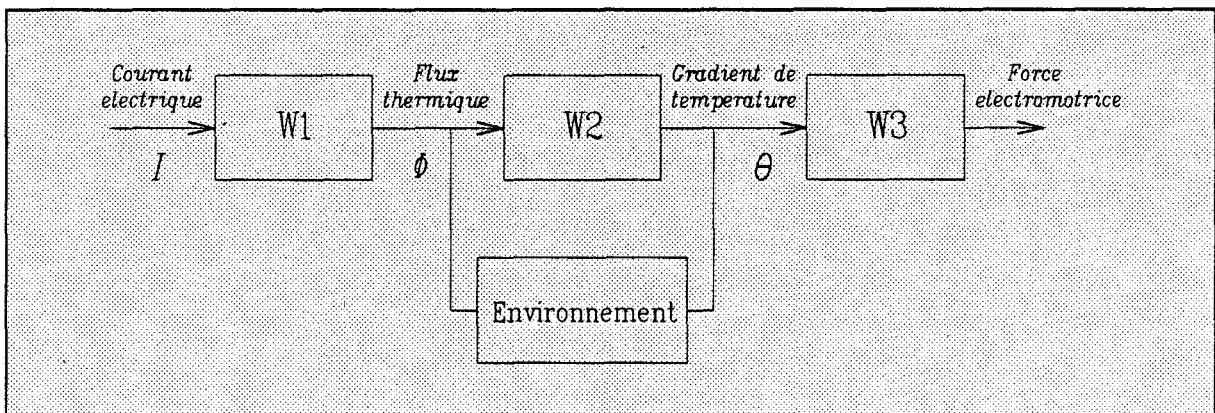 Courant
electrique
I
W1
Flux
thermique
ϕ
W2
Gradient de
temperature
θ
W3
Force
electromotrice
Environnement